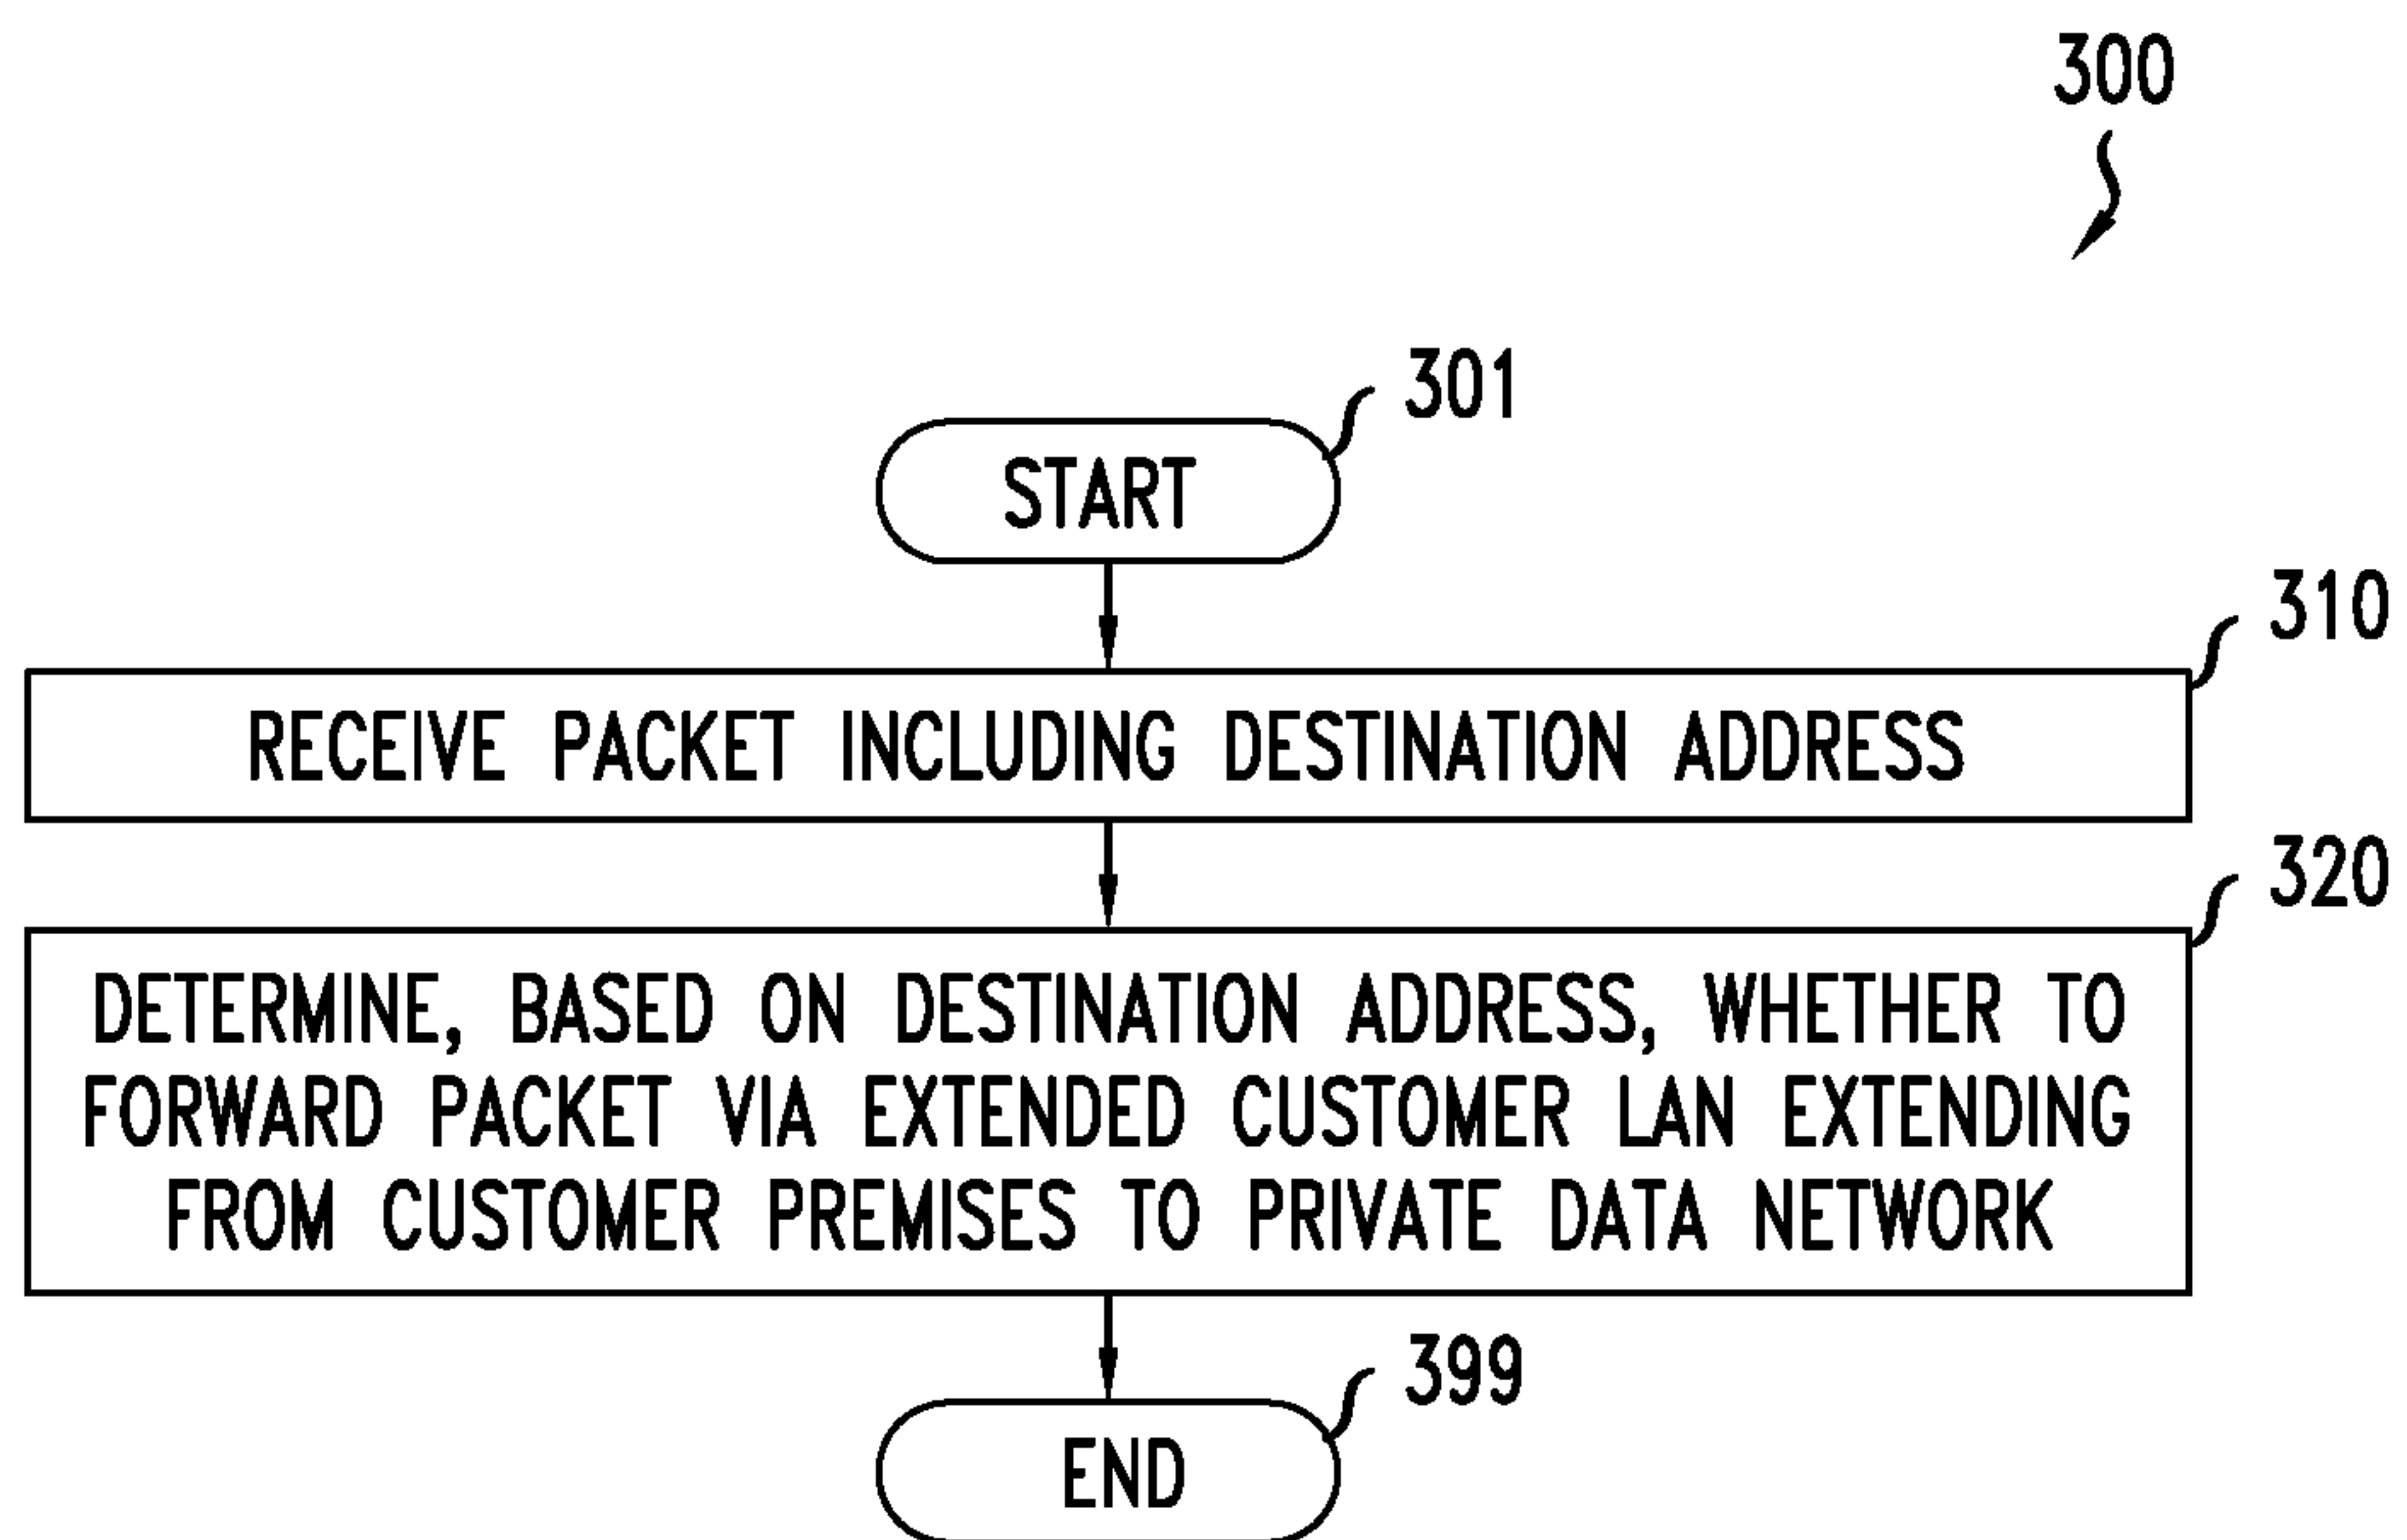 300
301
START
310
RECEIVE PACKET INCLUDING DESTINATION ADDRESS
320
DETERMINE, BASED ON DESTINATION ADDRESS, WHETHER TO
FORWARD PACKET VIA EXTENDED CUSTOMER LAN EXTENDING
FROM CUSTOMER PREMISES TO PRIVATE DATA NETWORK
399
END